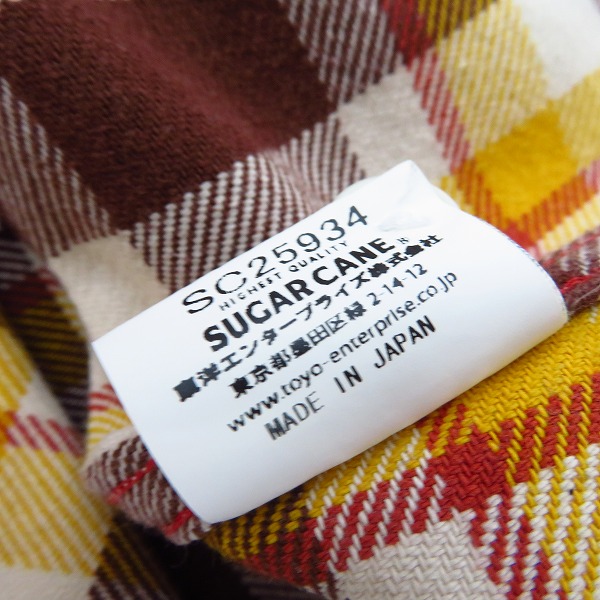 SC25934
HIGHEST QUALITY
SUGAR CANE®
東洋エンタープライズ株式会社
東京都墨田区緑 2-14-12
www.toyo-enterprise.co.jp
MADE IN JAPAN